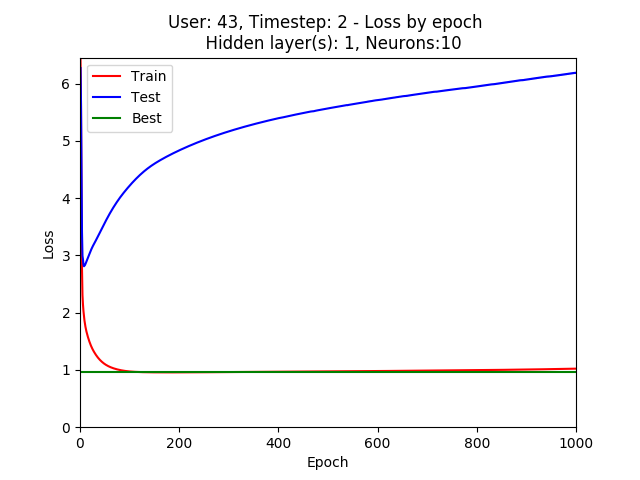 User: 43, Timestep: 2 - Loss by epoch
Hidden layer(s): 1, Neurons:10
Train
Test
Best
6
5
4
3
2
1
0
Loss
0 200 400 600 800 1000
Epoch